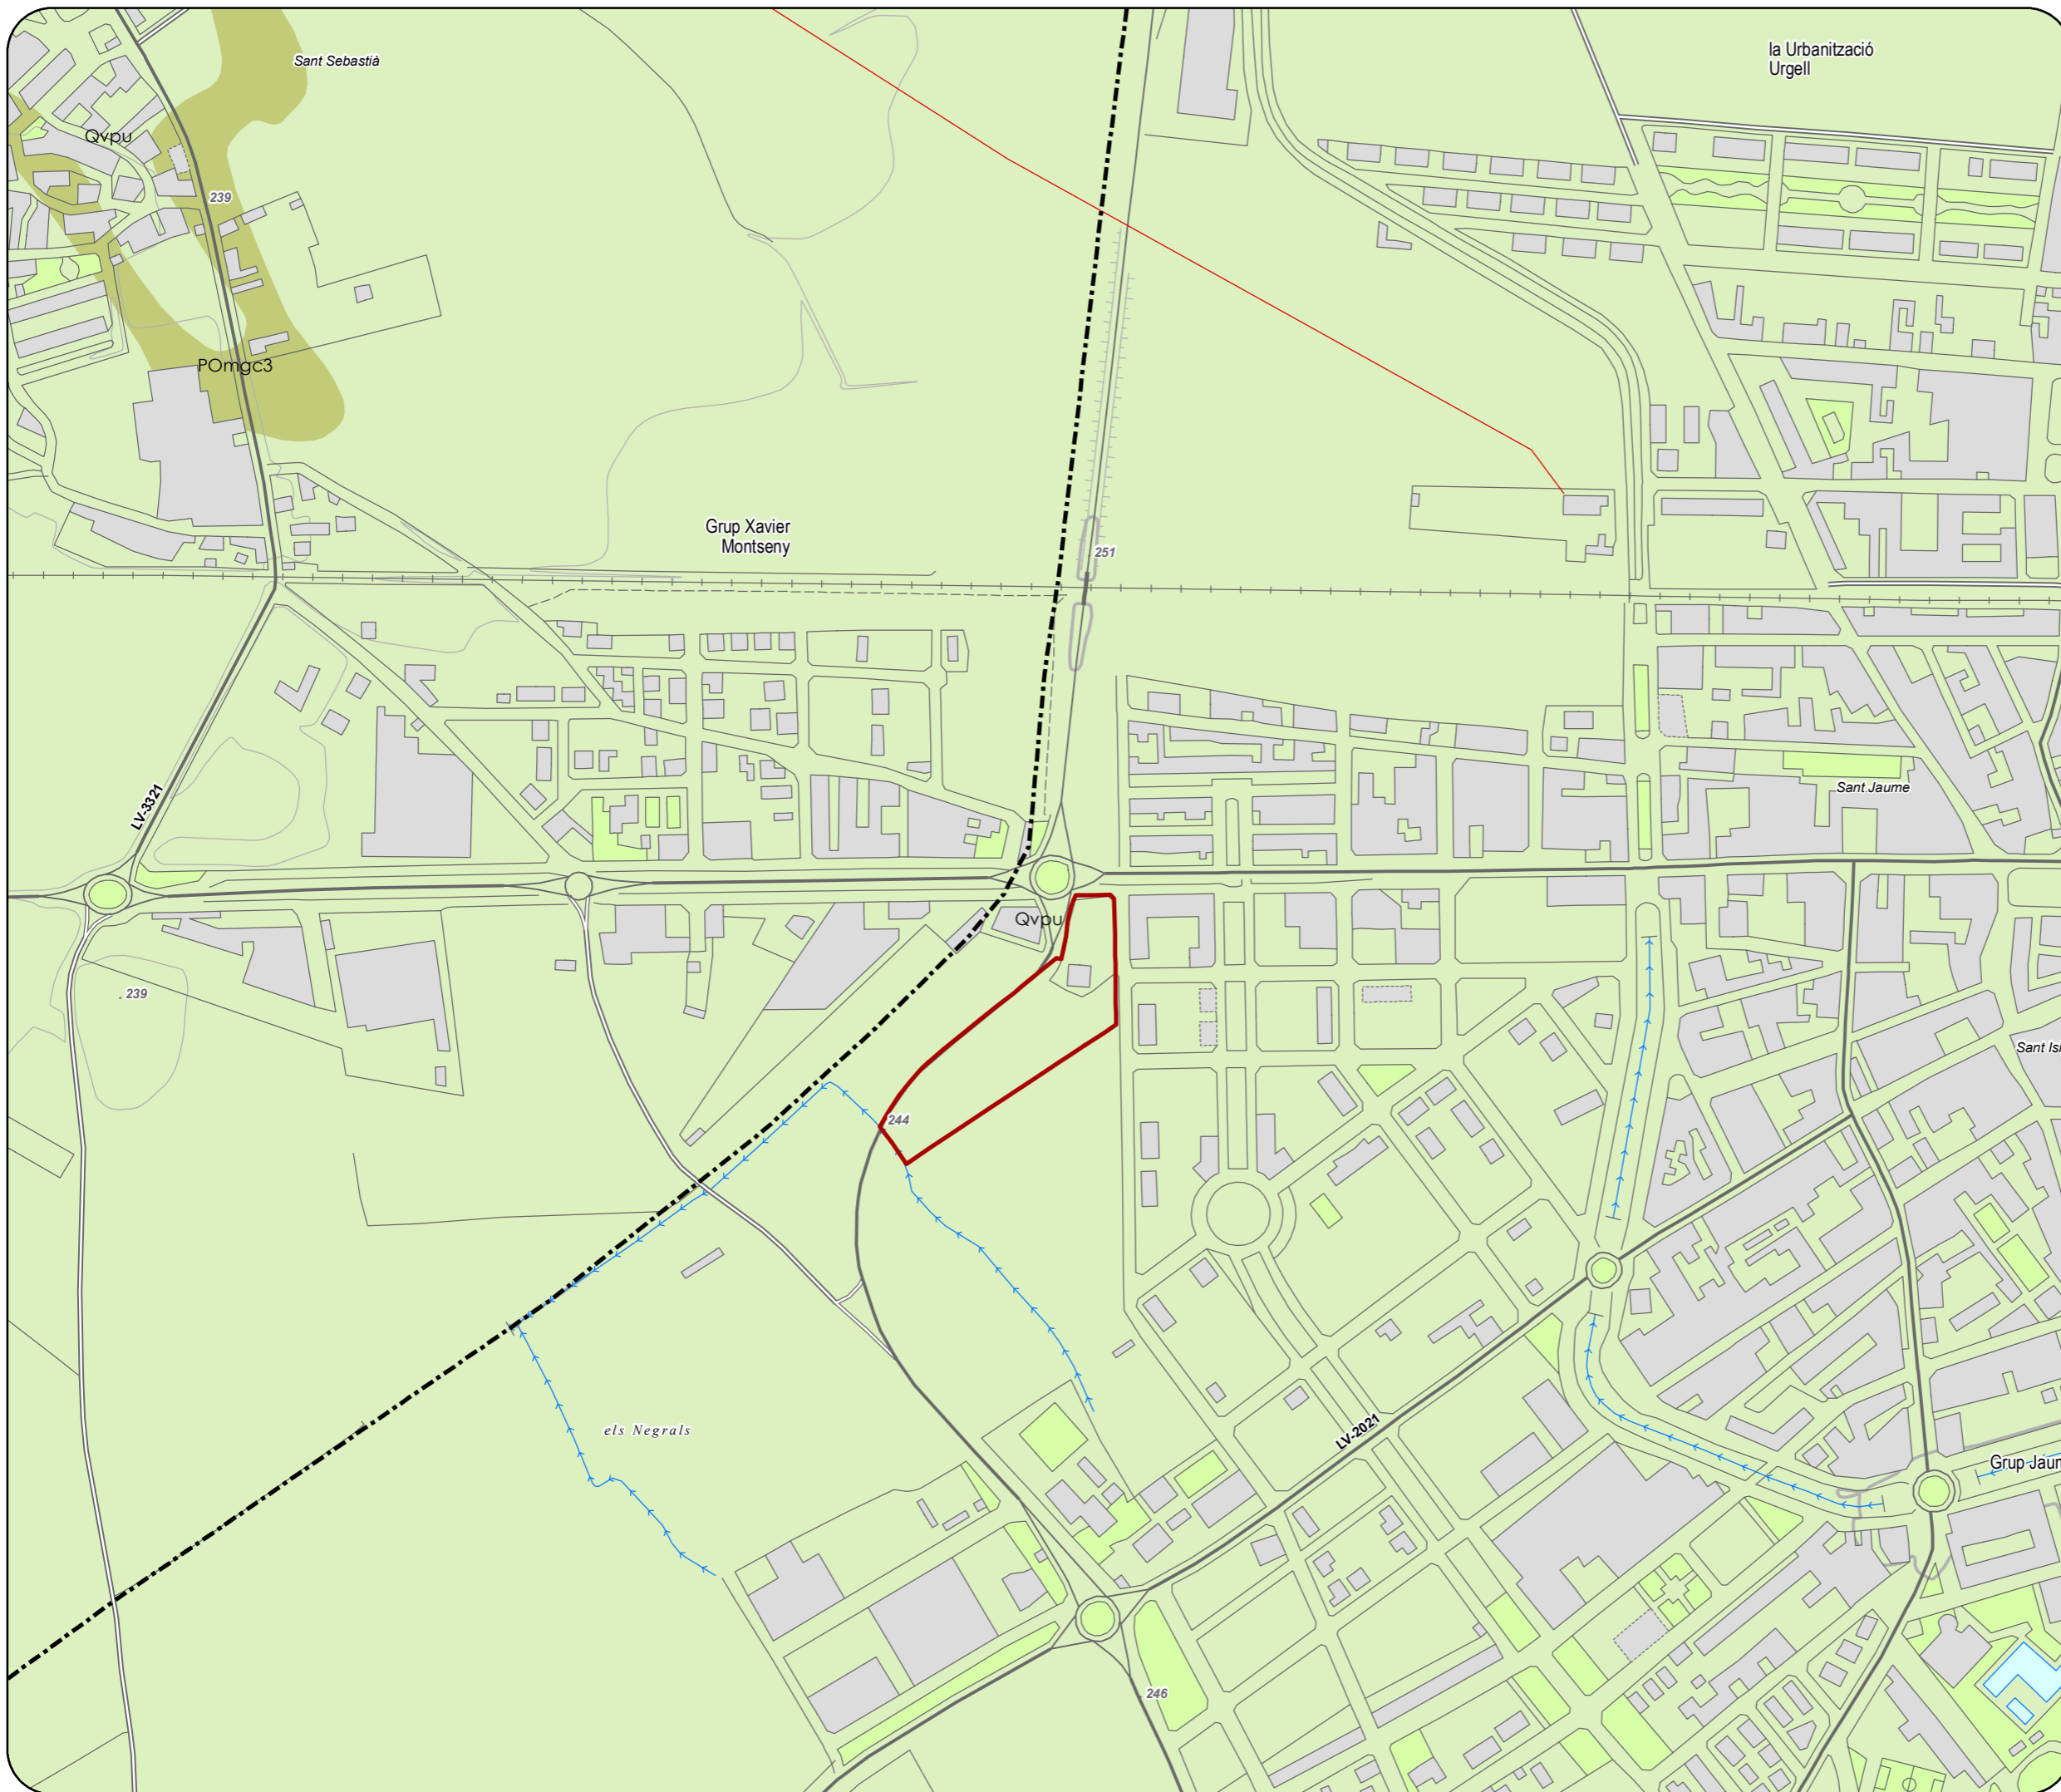 Sant Sebastià
la Urbanització
Urgell
Qvpu
239
POmgc3
Grup Xavier
Montseny
251
LV-3321
Sant Jaume
Qvpu
239
Sant Isi
244
els Negrals
LV-2021
Grup Jaum
246